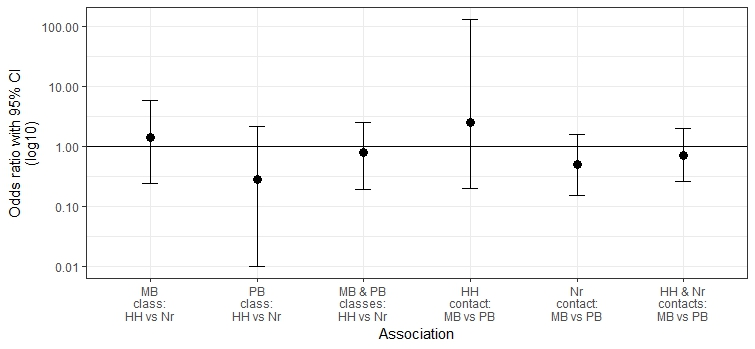 Odds ratio with 95% CI
(log10)
100.00
10.00
1.00
0.10
0.01
MB
class:
HH vs Nr
PB
class:
HH vs Nr
MB & PB
classes:
HH vs Nr
HH
contact:
MB vs PB
Nr
contact:
MB vs PB
HH & Nr
contacts:
MB vs PB
Association